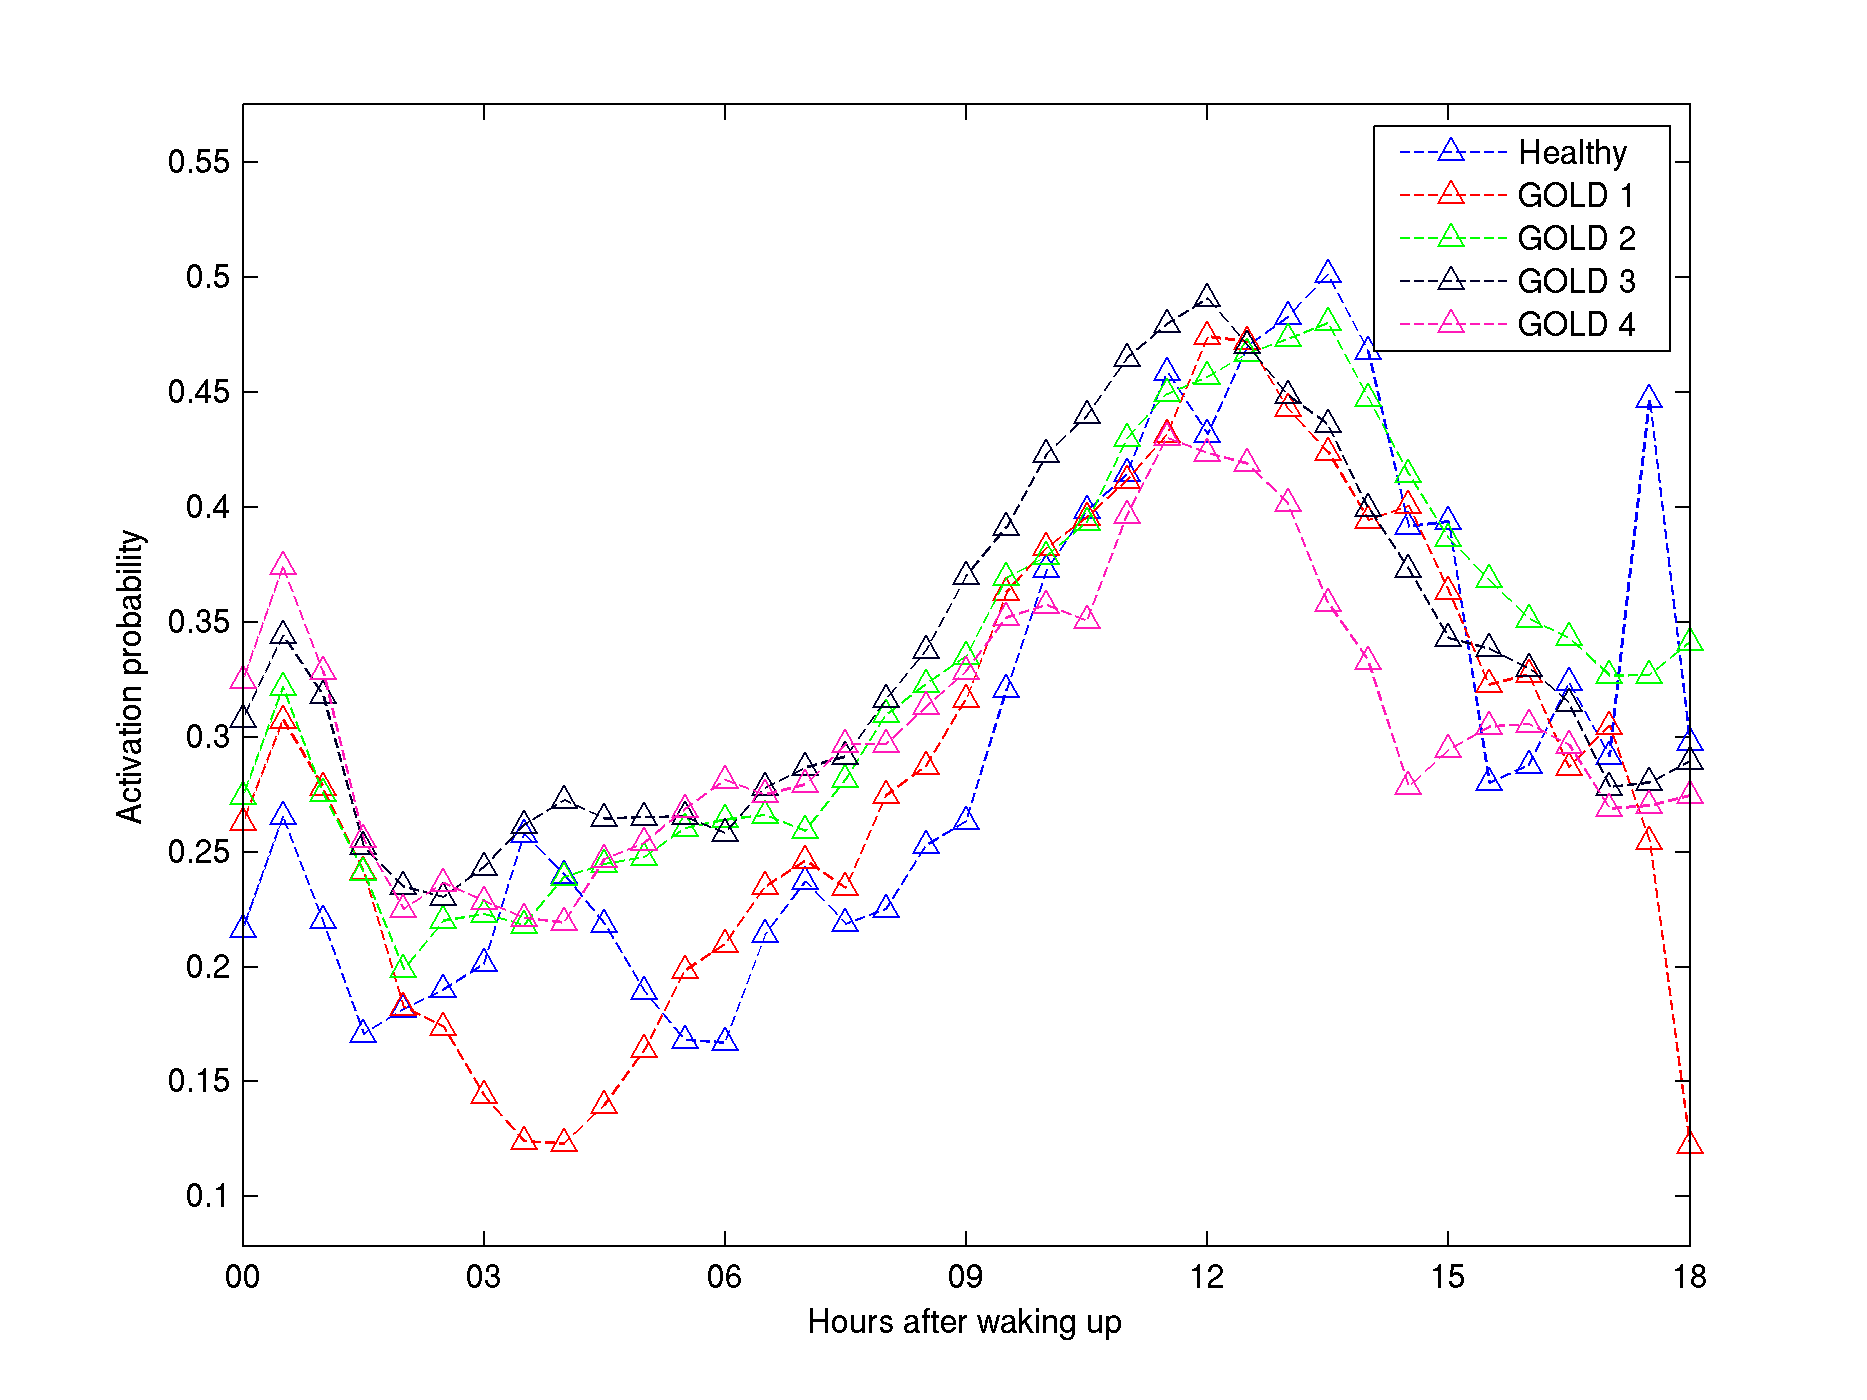 0.55
0.5
0.45
0.4
0.35
0.3
0.25
0.2
0.15
0.1
Activation probability
Healthy
GOLD 1
GOLD 2
GOLD 3
GOLD 4
00 03 06 09 12 15 18
Hours after waking up